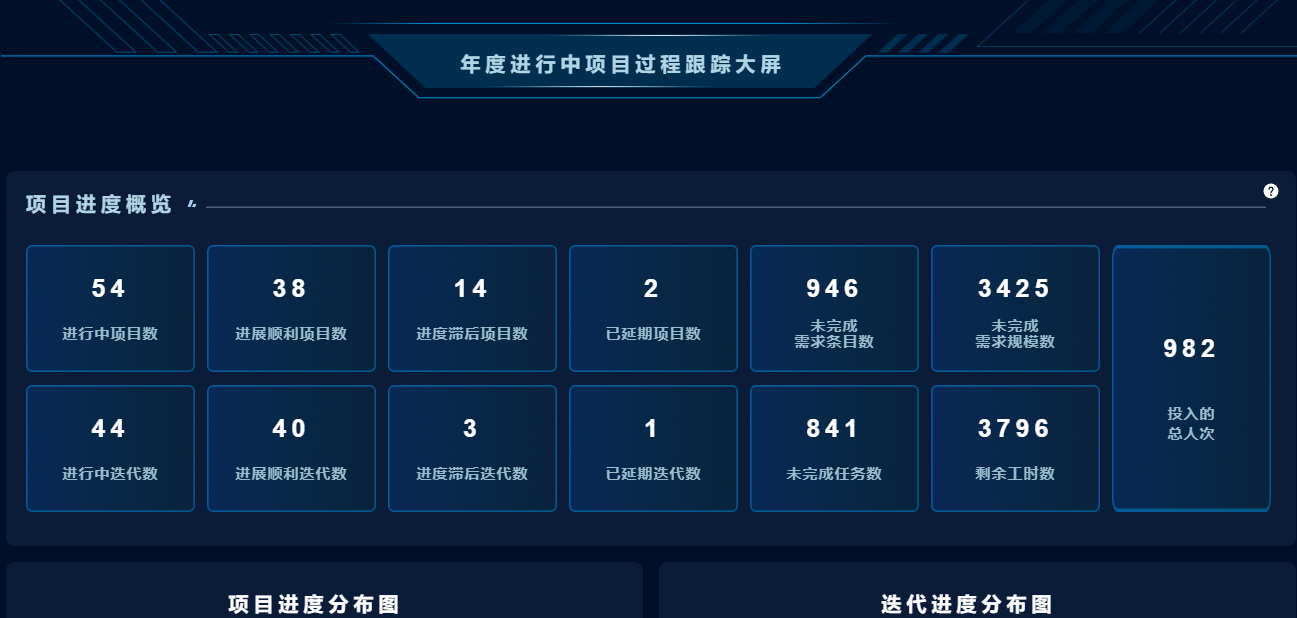 年度进行中项目过程跟踪大屏
项目进度概览
?
54
进行中项目数
38
进展顺利项目数
14
进度滞后项目数
2
已延期项目数
946
未完成
需求条目数
3425
未完成
需求规模数
982
投入的
总人次
44
进行中迭代数
40
进展顺利迭代数
3
进度滞后迭代数
1
已延期迭代数
841
未完成任务数
3796
剩余工时数
项目进度分布图
迭代进度分布图